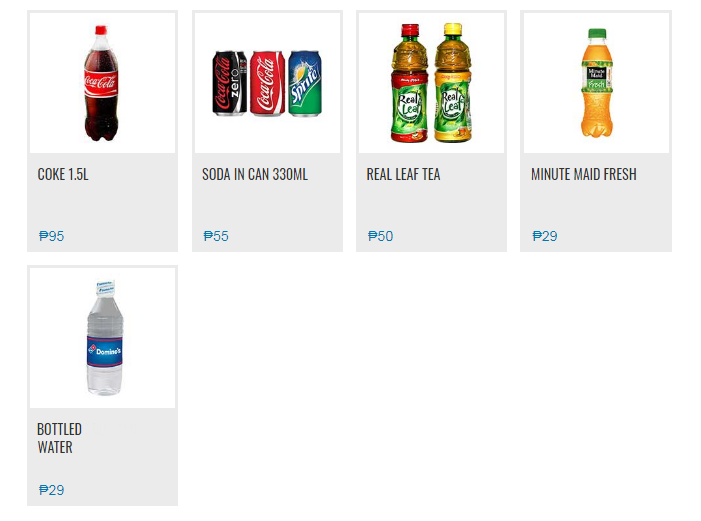 Coca-Cola
Coca-Cola
zero
Coca-Cola
Sprite
Real
Leaf
Real
Leaf
Minute
Maid
Fresh
COKE 1.5L
SODA IN CAN 330ML
REAL LEAF TEA
MINUTE MAID FRESH
₱95
₱55
₱50
₱29
Domino's
BOTTLED
WATER
₱29